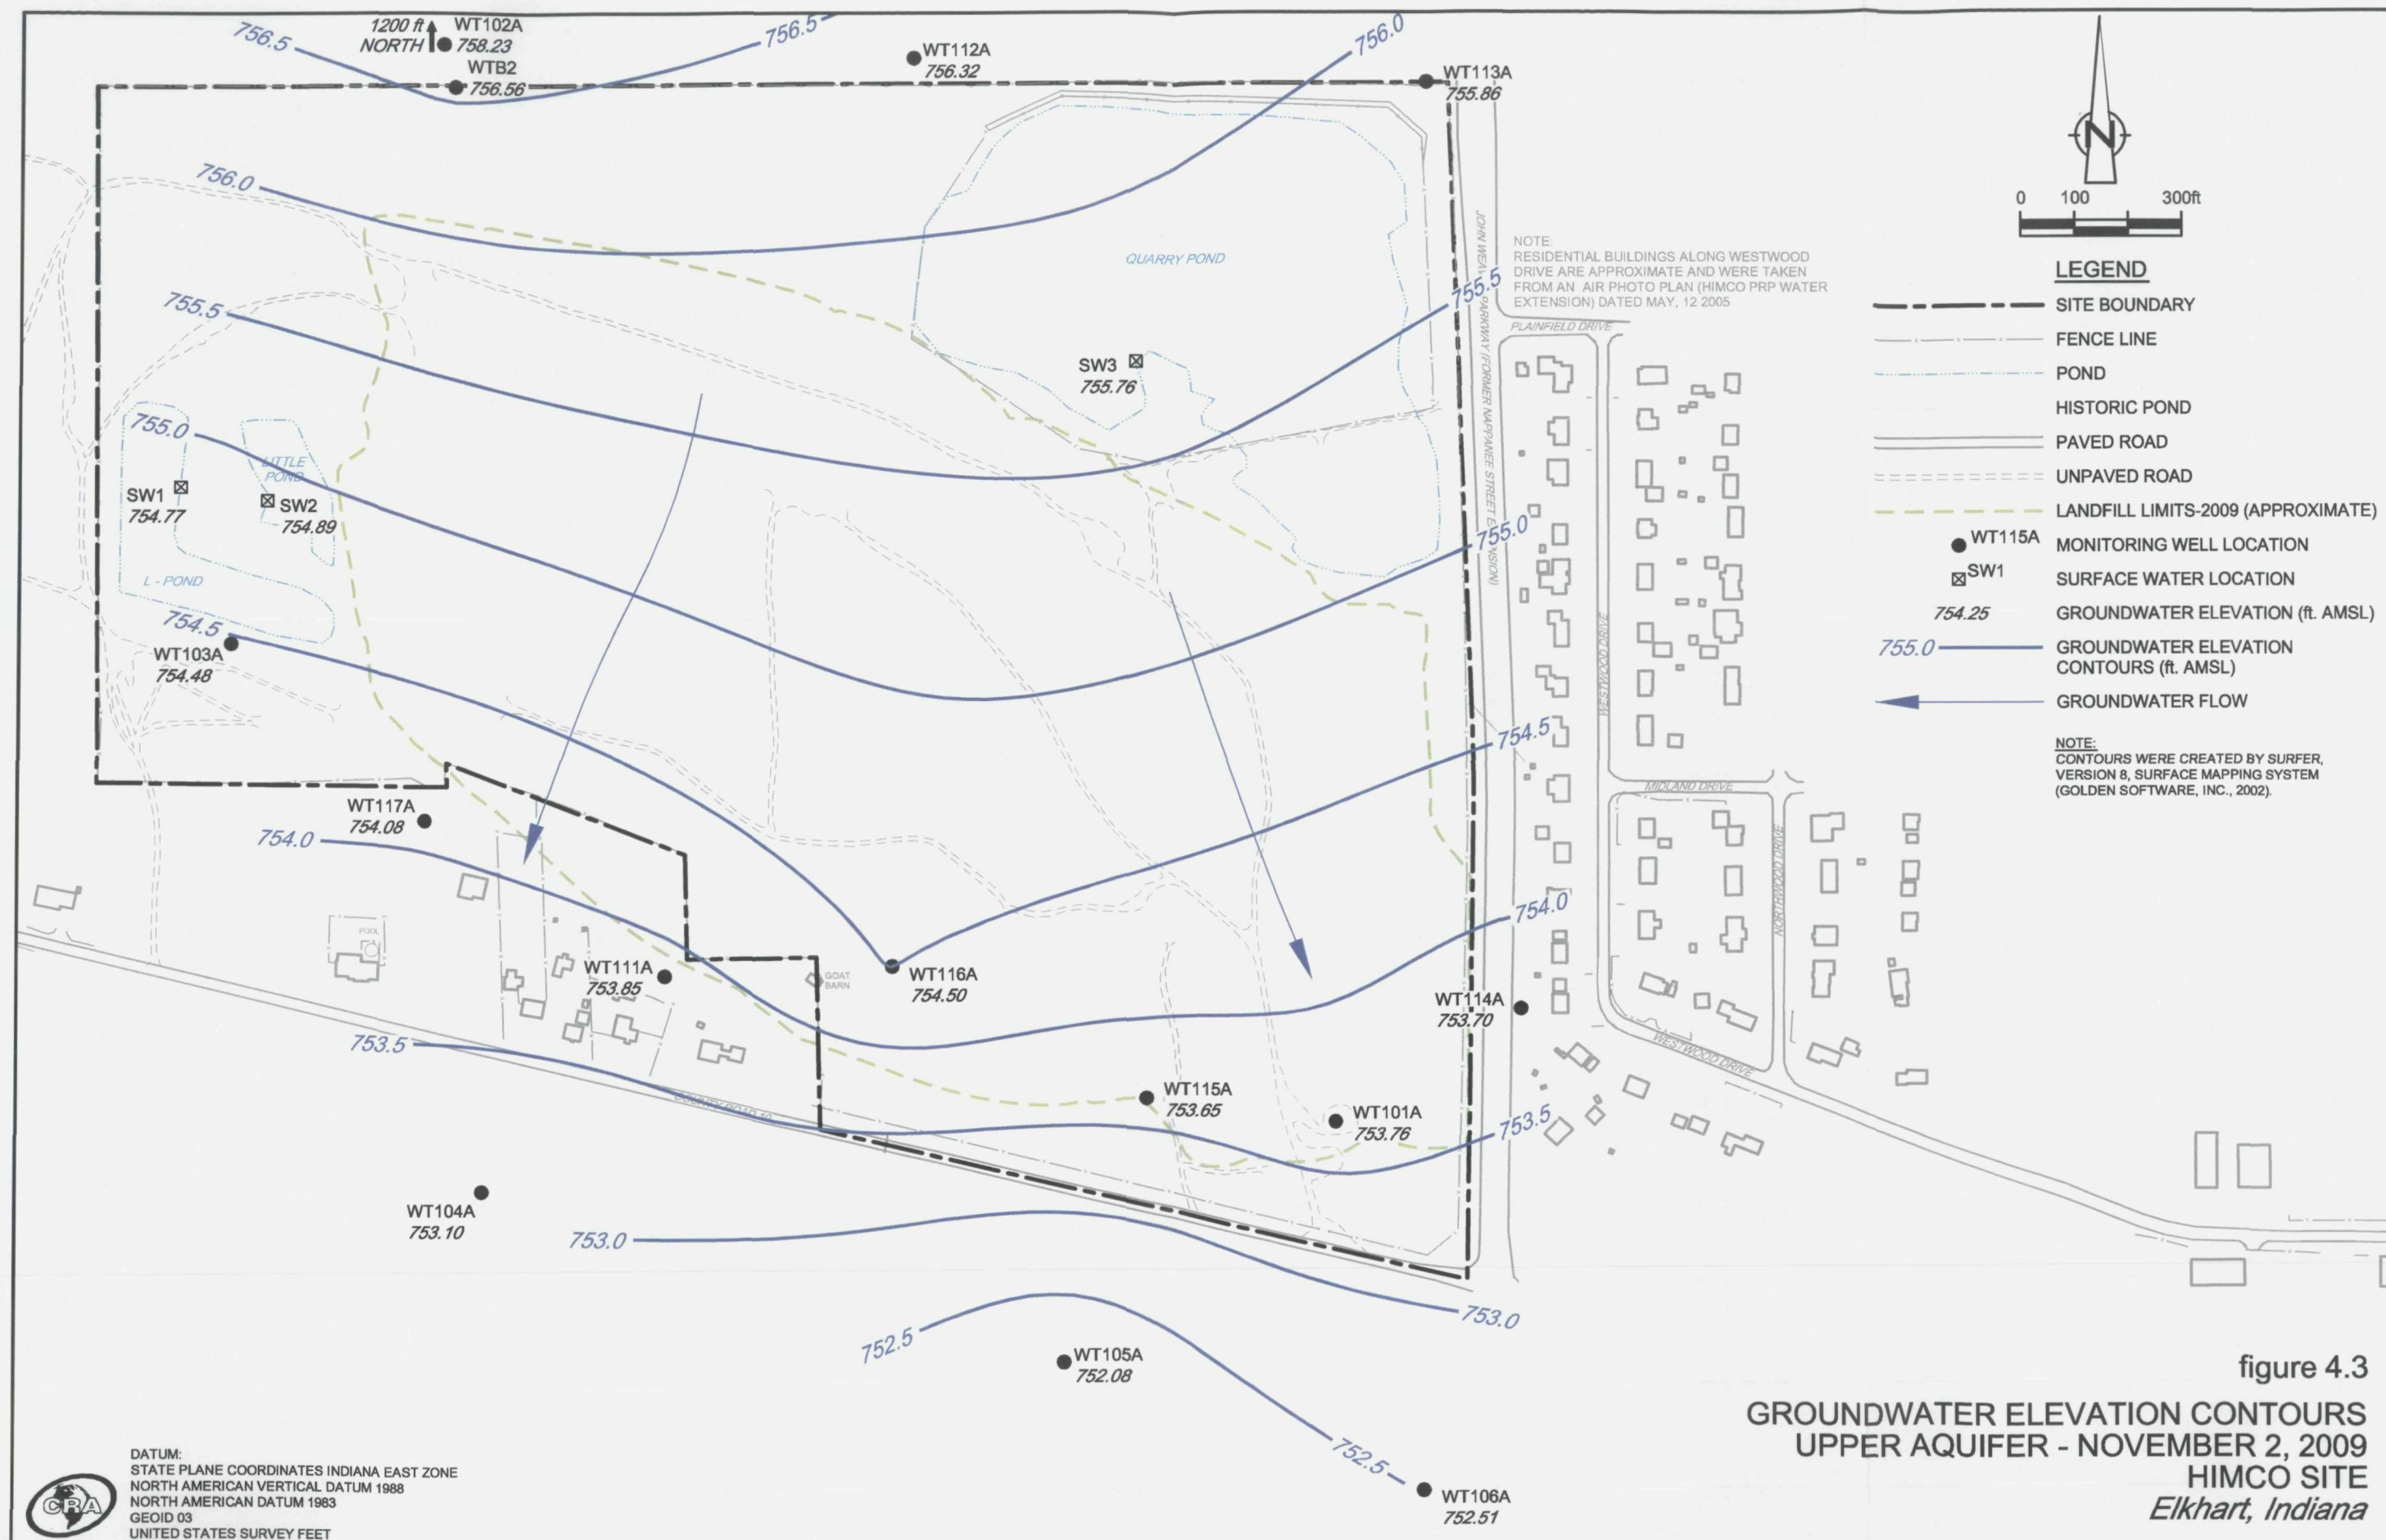 1200 ft
NORTH
WT102A
758.23
WTB2
756.56
756.5
756.5
WT112A
756.32
756.0
WT113A
755.86
756.0
755.5
755.0
LITTLE
POND
SW1
754.77
SW2
754.89
L - POND
754.5
WT103A
754.48
QUARRY POND
SW3
755.76
755.5
755.0
754.5
754.0
753.5
753.0
NOTE:
RESIDENTIAL BUILDINGS ALONG WESTWOOD
DRIVE ARE APPROXIMATE AND WERE TAKEN
FROM AN AIR PHOTO PLAN (HIMCO PRP WATER
EXTENSION) DATED MAY, 12 2005
PLAINFIELD DRIVE
PARKWAY (FORMER NAPPANEE STREET
WESTWOOD DRIVE
MIDLAND DRIVE
NORTHWOOD DRIVE
WESTWOOD DRIVE
WT117A
754.08
754.0
POOL
WT111A
753.85
GOAT
BARN
WT116A
754.50
WT114A
753.70
753.5
WT115A
753.65
WT101A
753.76
WT104A
753.10
753.0
752.5
WT105A
752.08
752.5
WT106A
752.51
N
0 100 300ft
LEGEND
SITE BOUNDARY
FENCE LINE
POND
HISTORIC POND
PAVED ROAD
UNPAVED ROAD
LANDFILL LIMITS-2009 (APPROXIMATE)
WT115A MONITORING WELL LOCATION
SW1 SURFACE WATER LOCATION
754.25 GROUNDWATER ELEVATION (ft. AMSL)
755.0 GROUNDWATER ELEVATION
CONTOURS (ft. AMSL)
GROUNDWATER FLOW
NOTE:
CONTOURS WERE CREATED BY SURFER,
VERSION 8, SURFACE MAPPING SYSTEM
(GOLDEN SOFTWARE, INC., 2002).
figure 4.3
GROUNDWATER ELEVATION CONTOURS
UPPER AQUIFER - NOVEMBER 2, 2009
HIMCO SITE
Elkhart, Indiana
CRA
DATUM:
STATE PLANE COORDINATES INDIANA EAST ZONE
NORTH AMERICAN VERTICAL DATUM 1988
NORTH AMERICAN DATUM 1983
GEOID 03
UNITED STATES SURVEY FEET